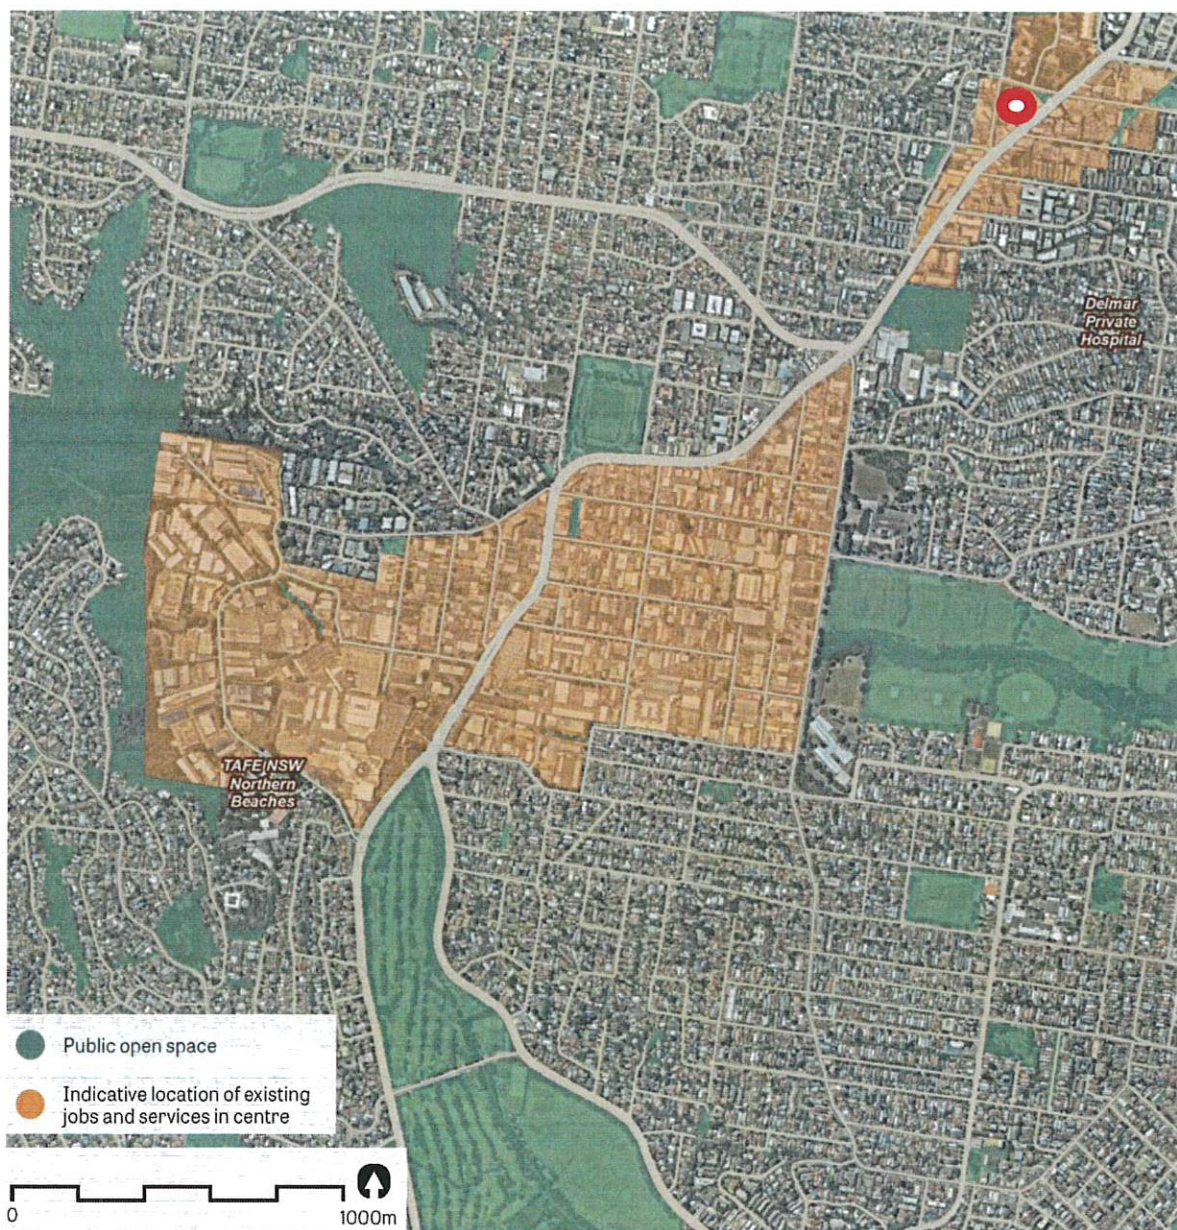 Delmar
Private
Hospital
TAFE NSW
Northern
Beaches
Public open space
Indicative location of existing
jobs and services in centre
0
1000m